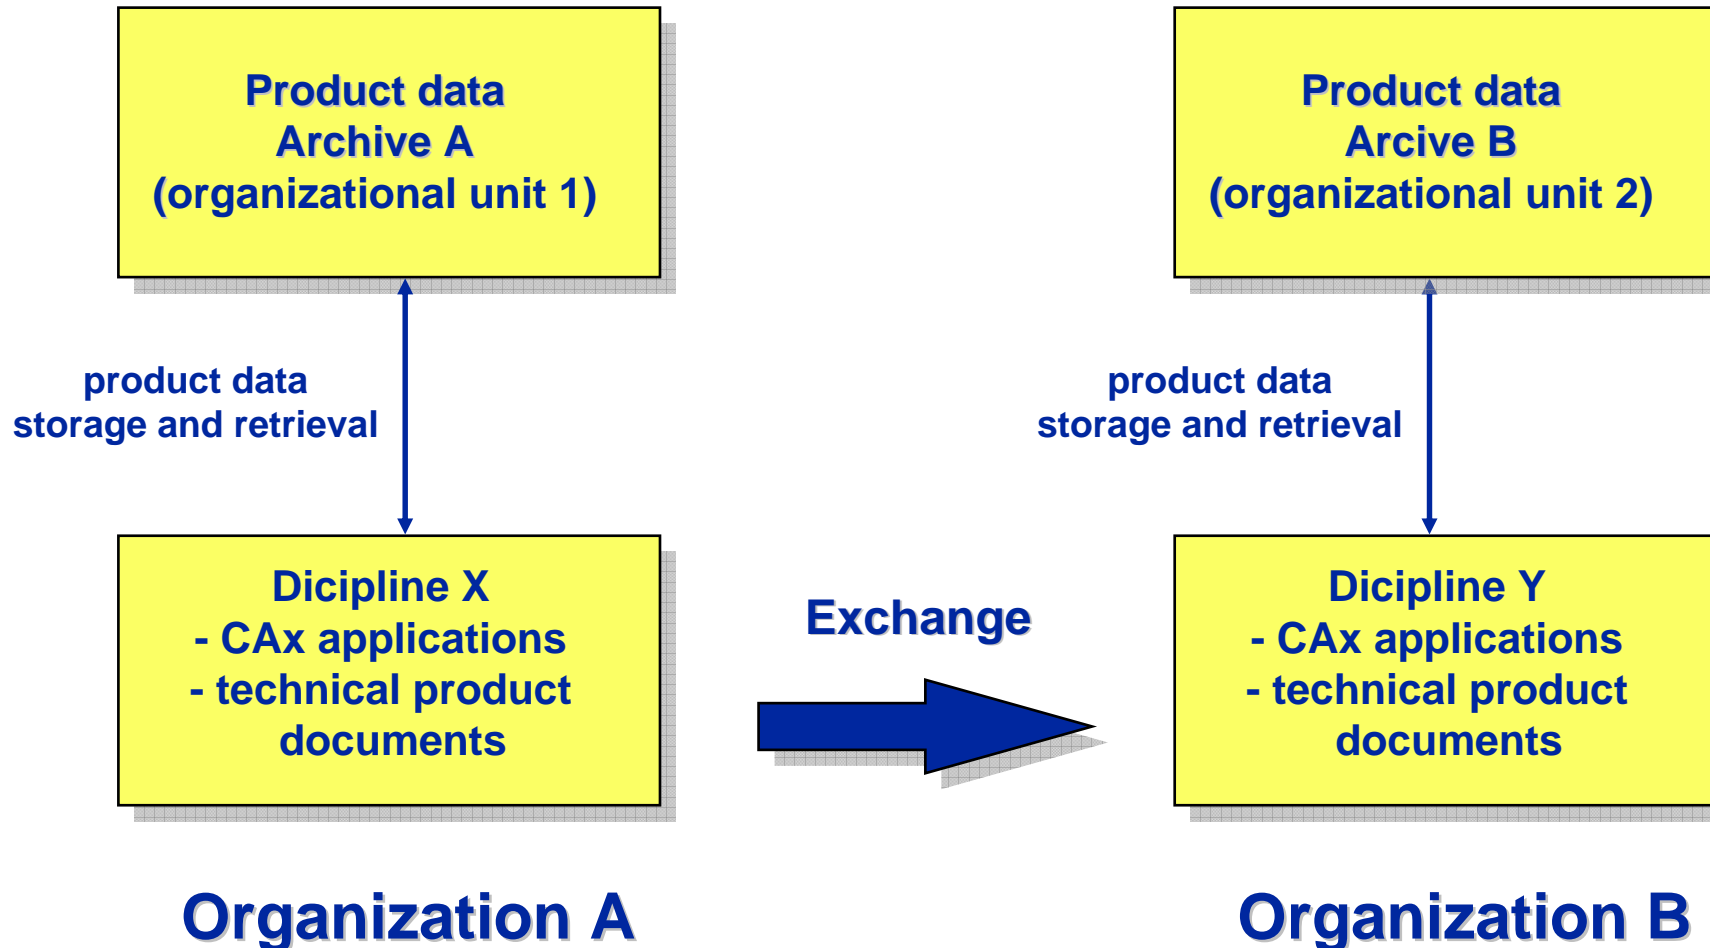 Product data
Archive A
(organizational unit 1)
Product data
Arcive B
(organizational unit 2)
product data
storage and retrieval
product data
storage and retrieval
Dicipline X
- CAx applications
- technical product
documents
Exchange
Dicipline Y
- CAx applications
- technical product
documents
Organization A
Organization B